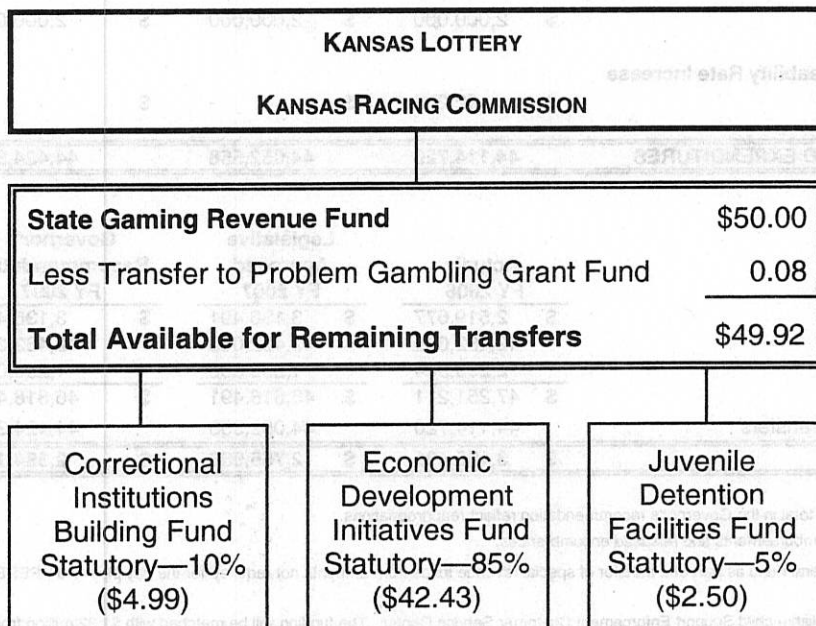 KANSAS LOTTERY
KANSAS RACING COMMISSION
State Gaming Revenue Fund $50.00
Less Transfer to Problem Gambling Grant Fund 0.08
Total Available for Remaining Transfers $49.92
Correctional
Institutions
Building Fund
Statutory—10%
($4.99)
Economic
Development
Initiatives Fund
Statutory—85%
($42.43)
Juvenile
Detention
Facilities Fund
Statutory—5%
($2.50)